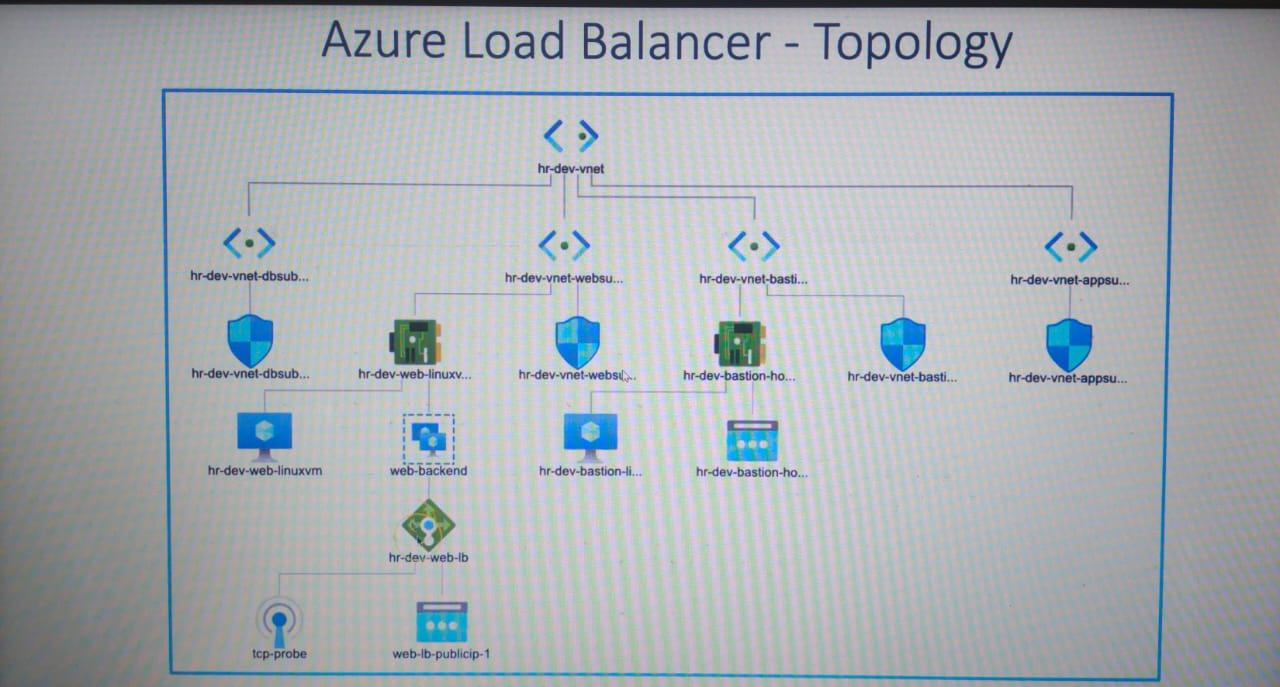 Azure Load Balancer - Topology
hr-dev-vnet
hr-dev-vnet-dbsub...
hr-dev-vnet-websu...
hr-dev-vnet-basti...
hr-dev-vnet-appsu...
hr-dev-vnet-dbsub...
hr-dev-web-linuxv...
hr-dev-vnet-websu...
hr-dev-bastion-ho...
hr-dev-vnet-basti...
hr-dev-vnet-appsu...
hr-dev-web-linuxvm
web-backend
hr-dev-bastion-li...
hr-dev-bastion-ho...
hr-dev-web-lb
tcp-probe
web-lb-publicip-1